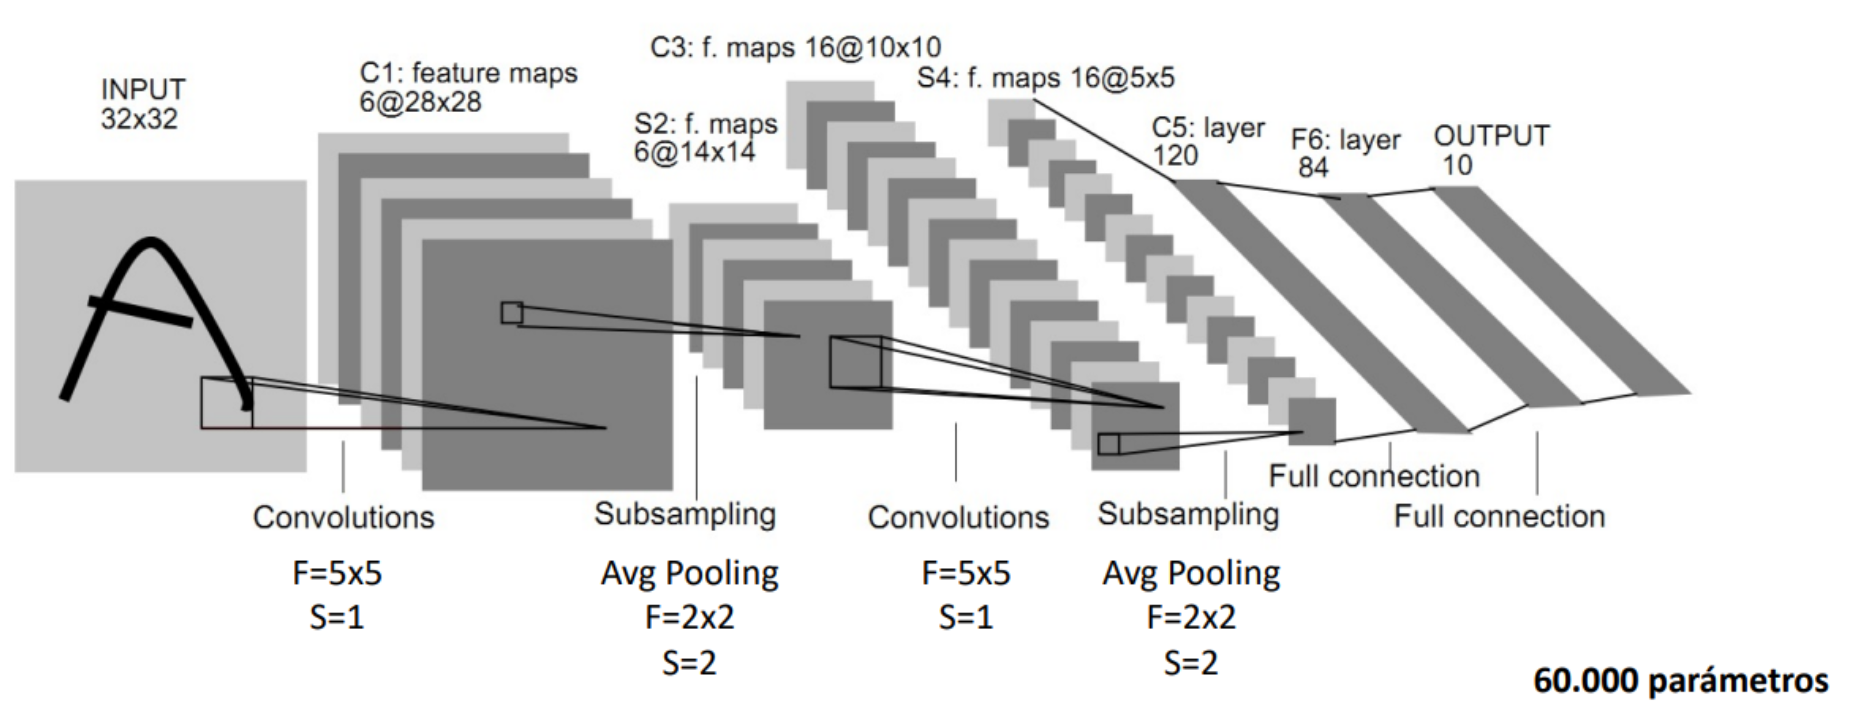 INPUT
32x32
C1: feature maps
6@28x28
S2: f. maps
6@14x14
C3: f. maps 16@10x10
S4: f. maps 16@5x5
C5: layer
120
F6: layer
84
OUTPUT
10
Convolutions
F=5x5
S=1
Subsampling
Avg Pooling
F=2x2
S=2
Convolutions
F=5x5
S=1
Subsampling
Avg Pooling
F=2x2
S=2
Full connection
Full connection
60.000 parámetros
A